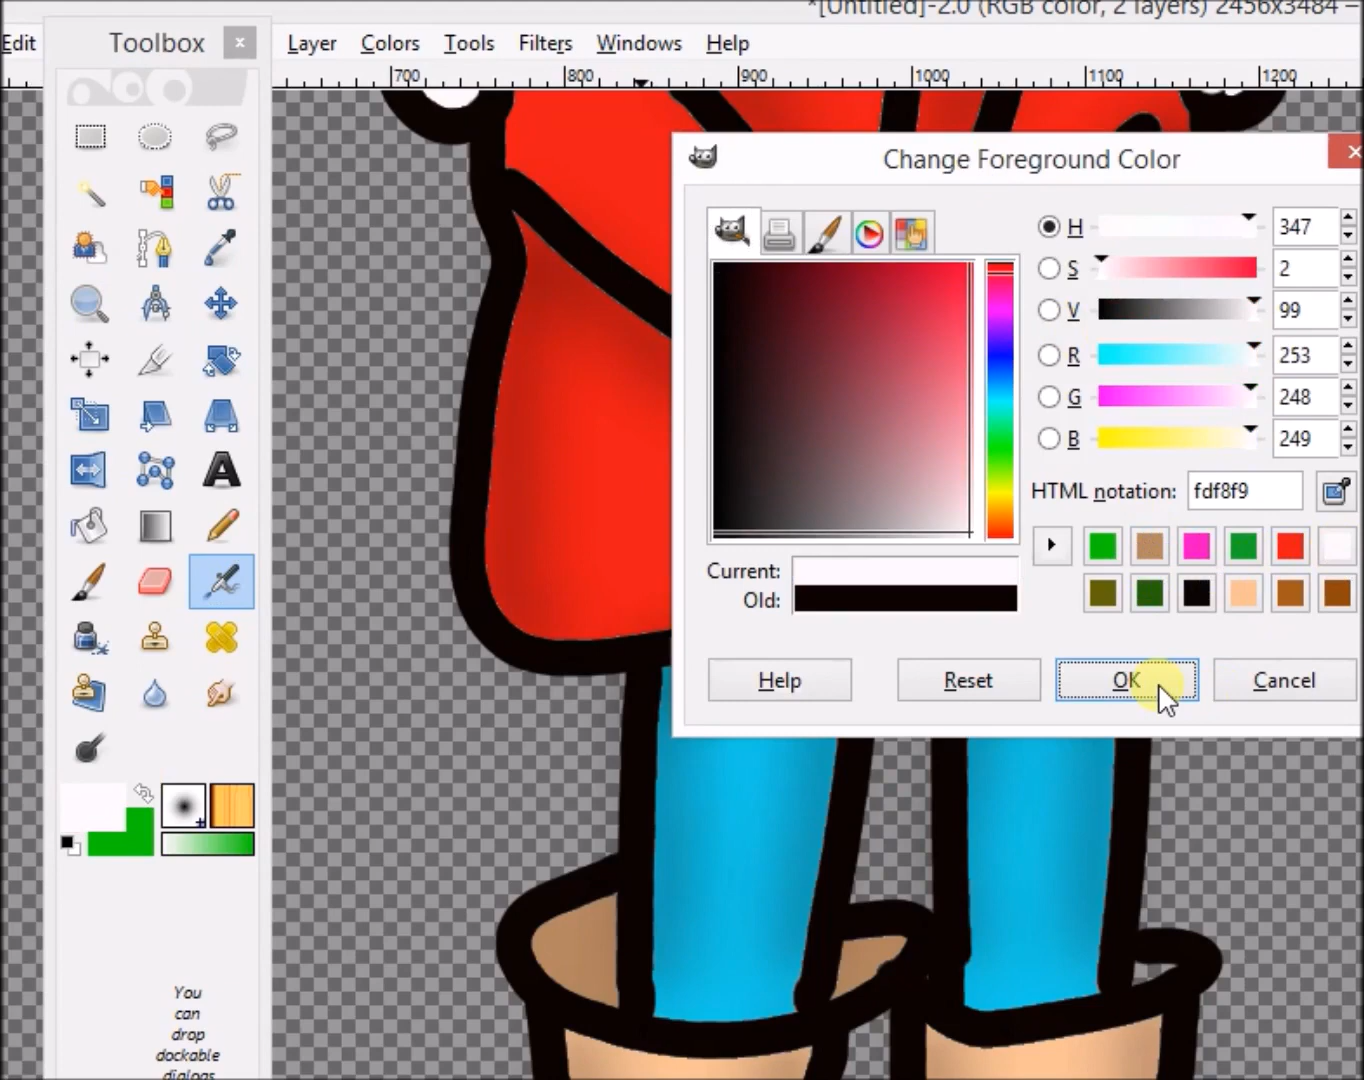 *[Untitled]-2.0 (RGB color, 2 layers) 2456x3484 –
Edit
Toolbox
x
Layer
Colors
Tools
Filters
Windows
Help
700
800
900
1000
1100
1200
Change Foreground Color
H
347
S
2
V
99
R
253
G
248
B
249
HTML notation:
fdf8f9
Current:
Old:
Help
Reset
OK
Cancel
You
can
drop
dockable
dialogs